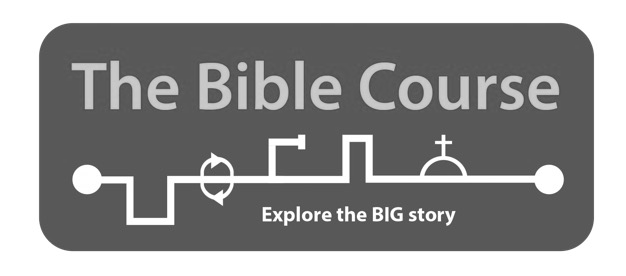 The Bible Course
Explore the BIG story